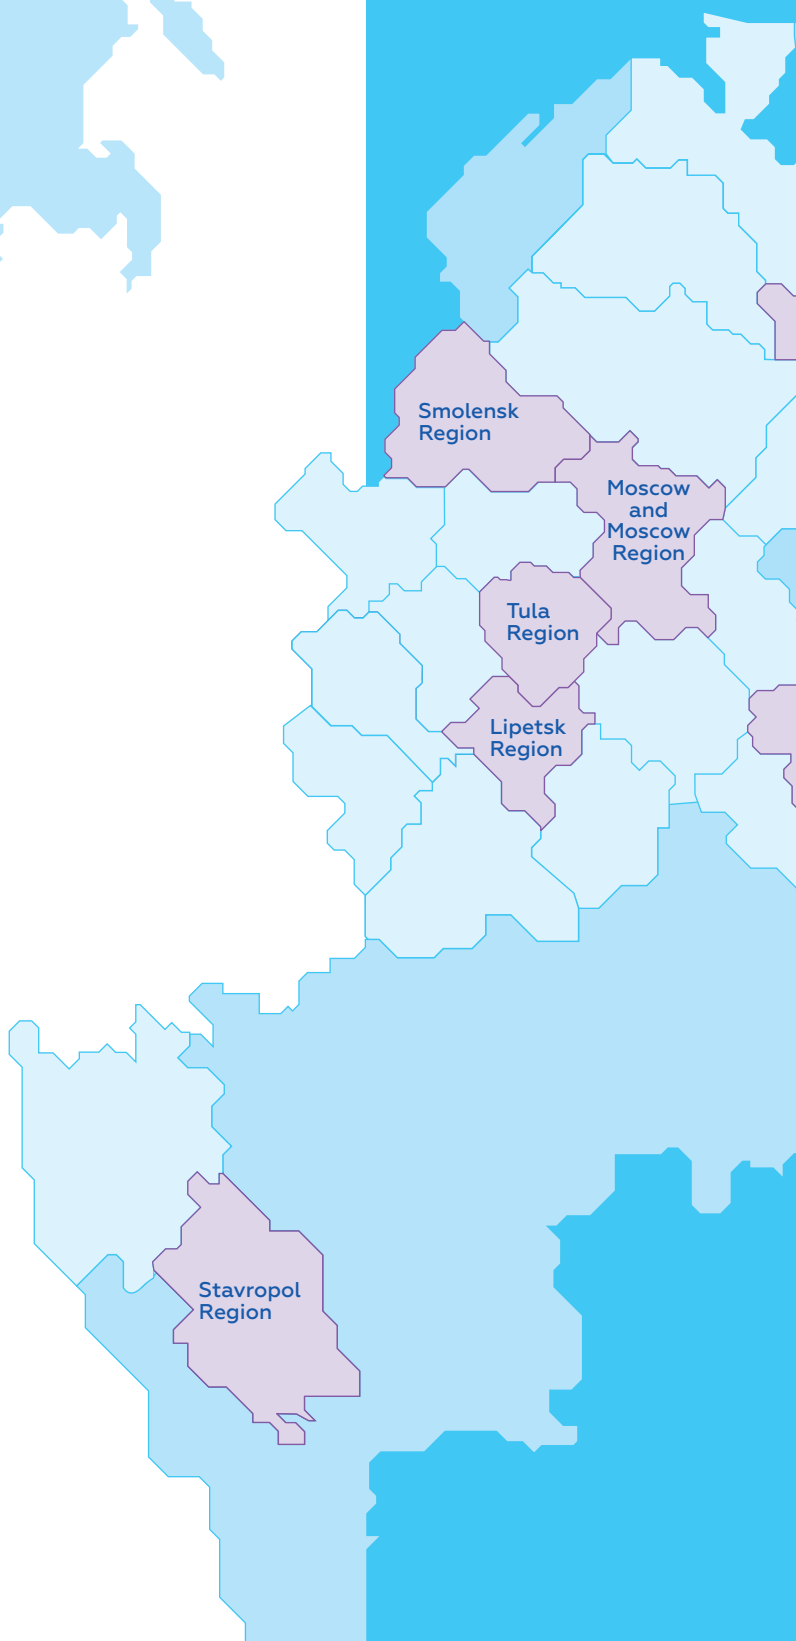 Smolensk
Region
Moscow
and
Moscow
Region
Tula
Region
Lipetsk
Region
Stavropol
Region